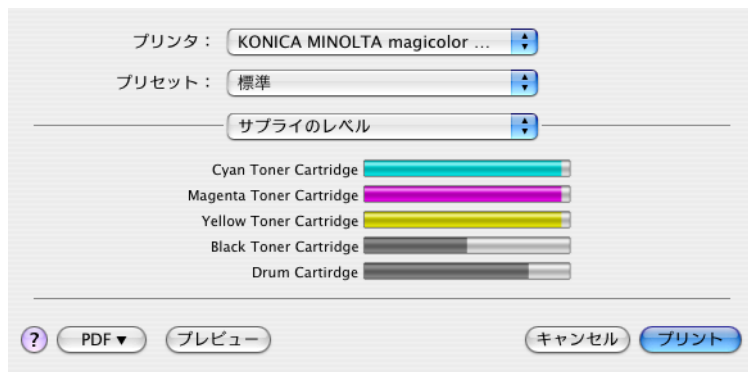 プリンタ： KONICA MINOLTA magicolor ...
プリセット： 標準
サプライのレベル
Cyan Toner Cartridge
Magenta Toner Cartridge
Yellow Toner Cartridge
Black Toner Cartridge
Drum Cartirdge
? PDF▼ プレビュー キャンセル プリント